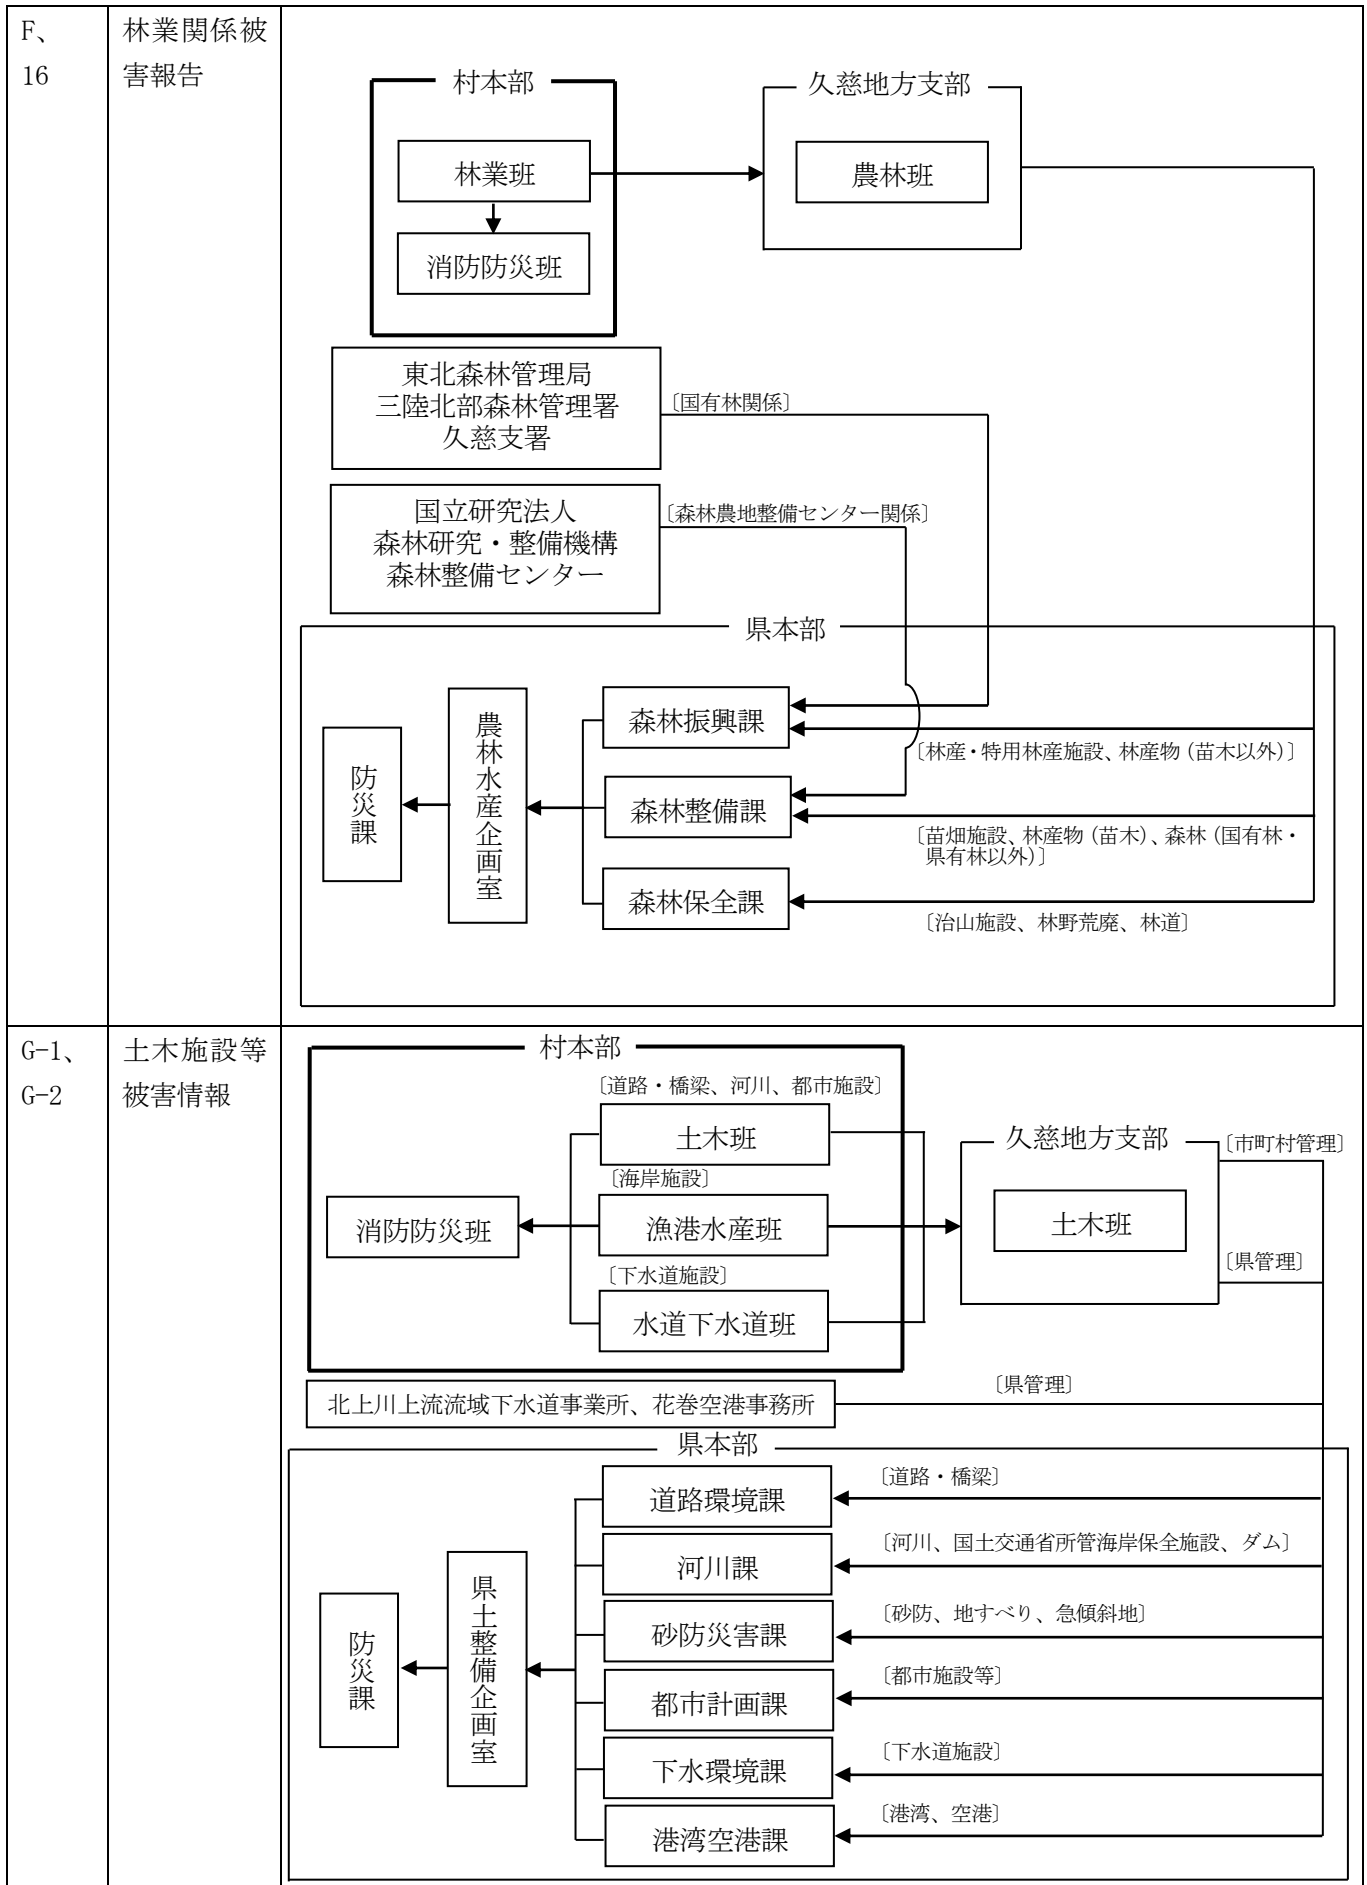 F、
16
林業関係被
害報告
村本部
林業班
消防防災班
久慈地方支部
農林班
東北森林管理局
三陸北部森林管理署
久慈支署
〔国有林関係〕
国立研究法人
森林研究・整備機構
森林整備センター
〔森林農地整備センター関係〕
県本部
防災課
農林水産企画室
森林振興課
〔林産・特用林産施設、林産物（苗木以外）〕
森林整備課
〔苗畑施設、林産物（苗木）、森林（国有林・
県有林以外）〕
森林保全課
〔治山施設、林野荒廃、林道〕
G-1、
G-2
土木施設等
被害情報
村本部
〔道路・橋梁、河川、都市施設〕
土木班
〔海岸施設〕
消防防災班
漁港水産班
〔下水道施設〕
水道下水道班
久慈地方支部
土木班
〔市町村管理〕
〔県管理〕
北上川上流流域下水道事業所、花巻空港事務所
〔県管理〕
県本部
防災課
県土整備企画室
道路環境課
〔道路・橋梁〕
河川課
〔河川、国土交通省所管海岸保全施設、ダム〕
砂防災害課
〔砂防、地すべり、急傾斜地〕
都市計画課
〔都市施設等〕
下水環境課
〔下水道施設〕
港湾空港課
〔港湾、空港〕